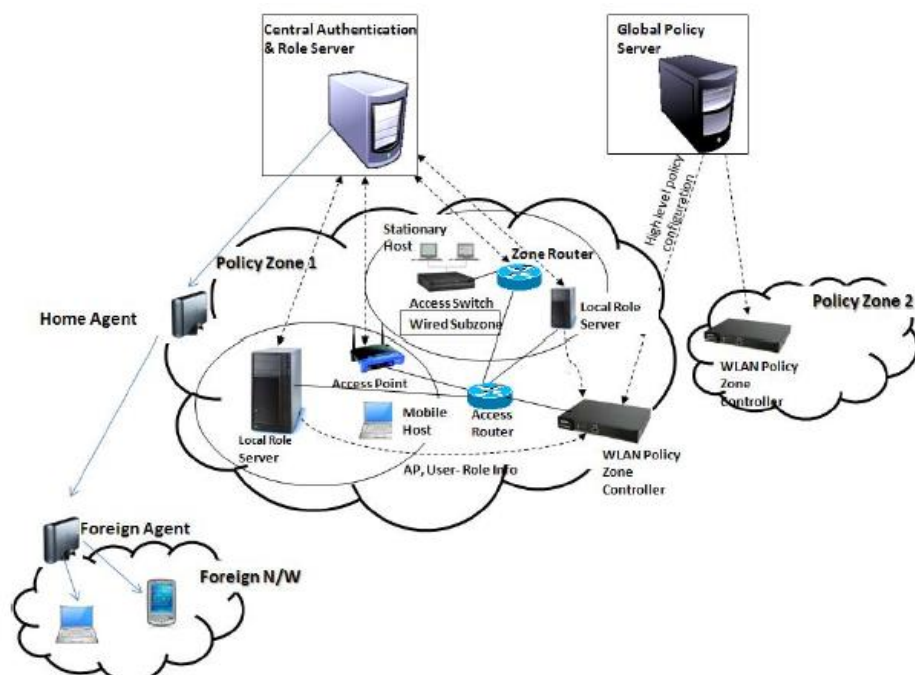 Central Authentication
& Role Server
Global Policy
Server
High level policy
configuration
Stationary
Host
Zone Router
Policy Zone 1
Access Switch
Wired Subzone
Local Role
Server
Home Agent
Policy Zone 2
WLAN Policy
Zone
Controller
Access Point
Mobile
Host
Access
Router
Local Role
Server
AP, User- Role Info
WLAN Policy
Zone
Controller
Foreign Agent
Foreign N/W